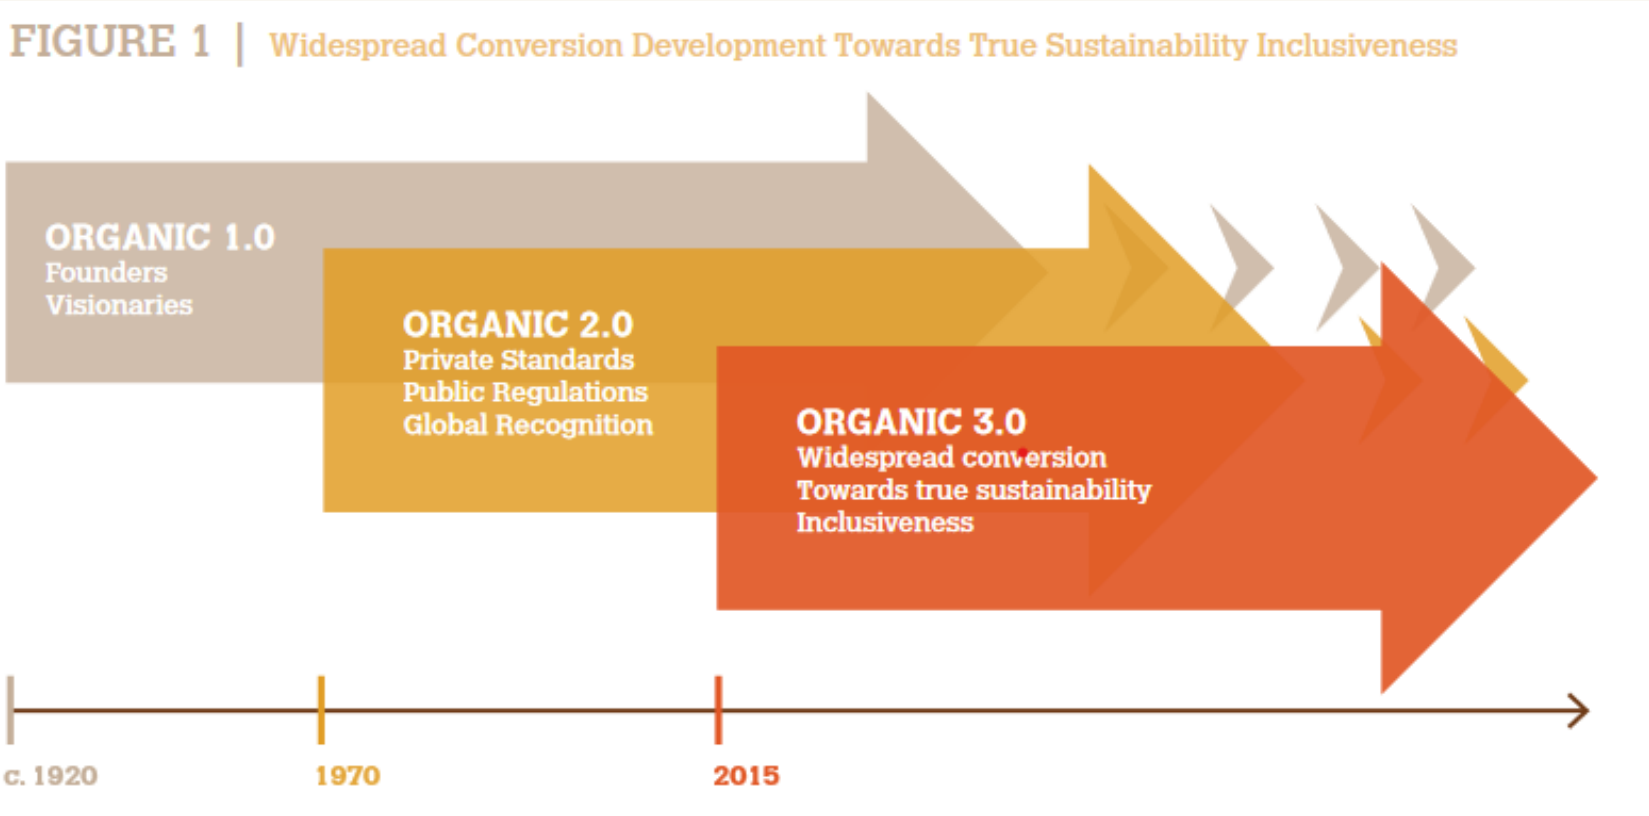 FIGURE 1 | Widespread Conversion Development Towards True Sustainability Inclusiveness
ORGANIC 1.0
Founders
Visionaries
ORGANIC 2.0
Private Standards
Public Regulations
Global Recognition
ORGANIC 3.0
Widespread conversion
Towards true sustainability
Inclusiveness
c. 1920
1970
2015